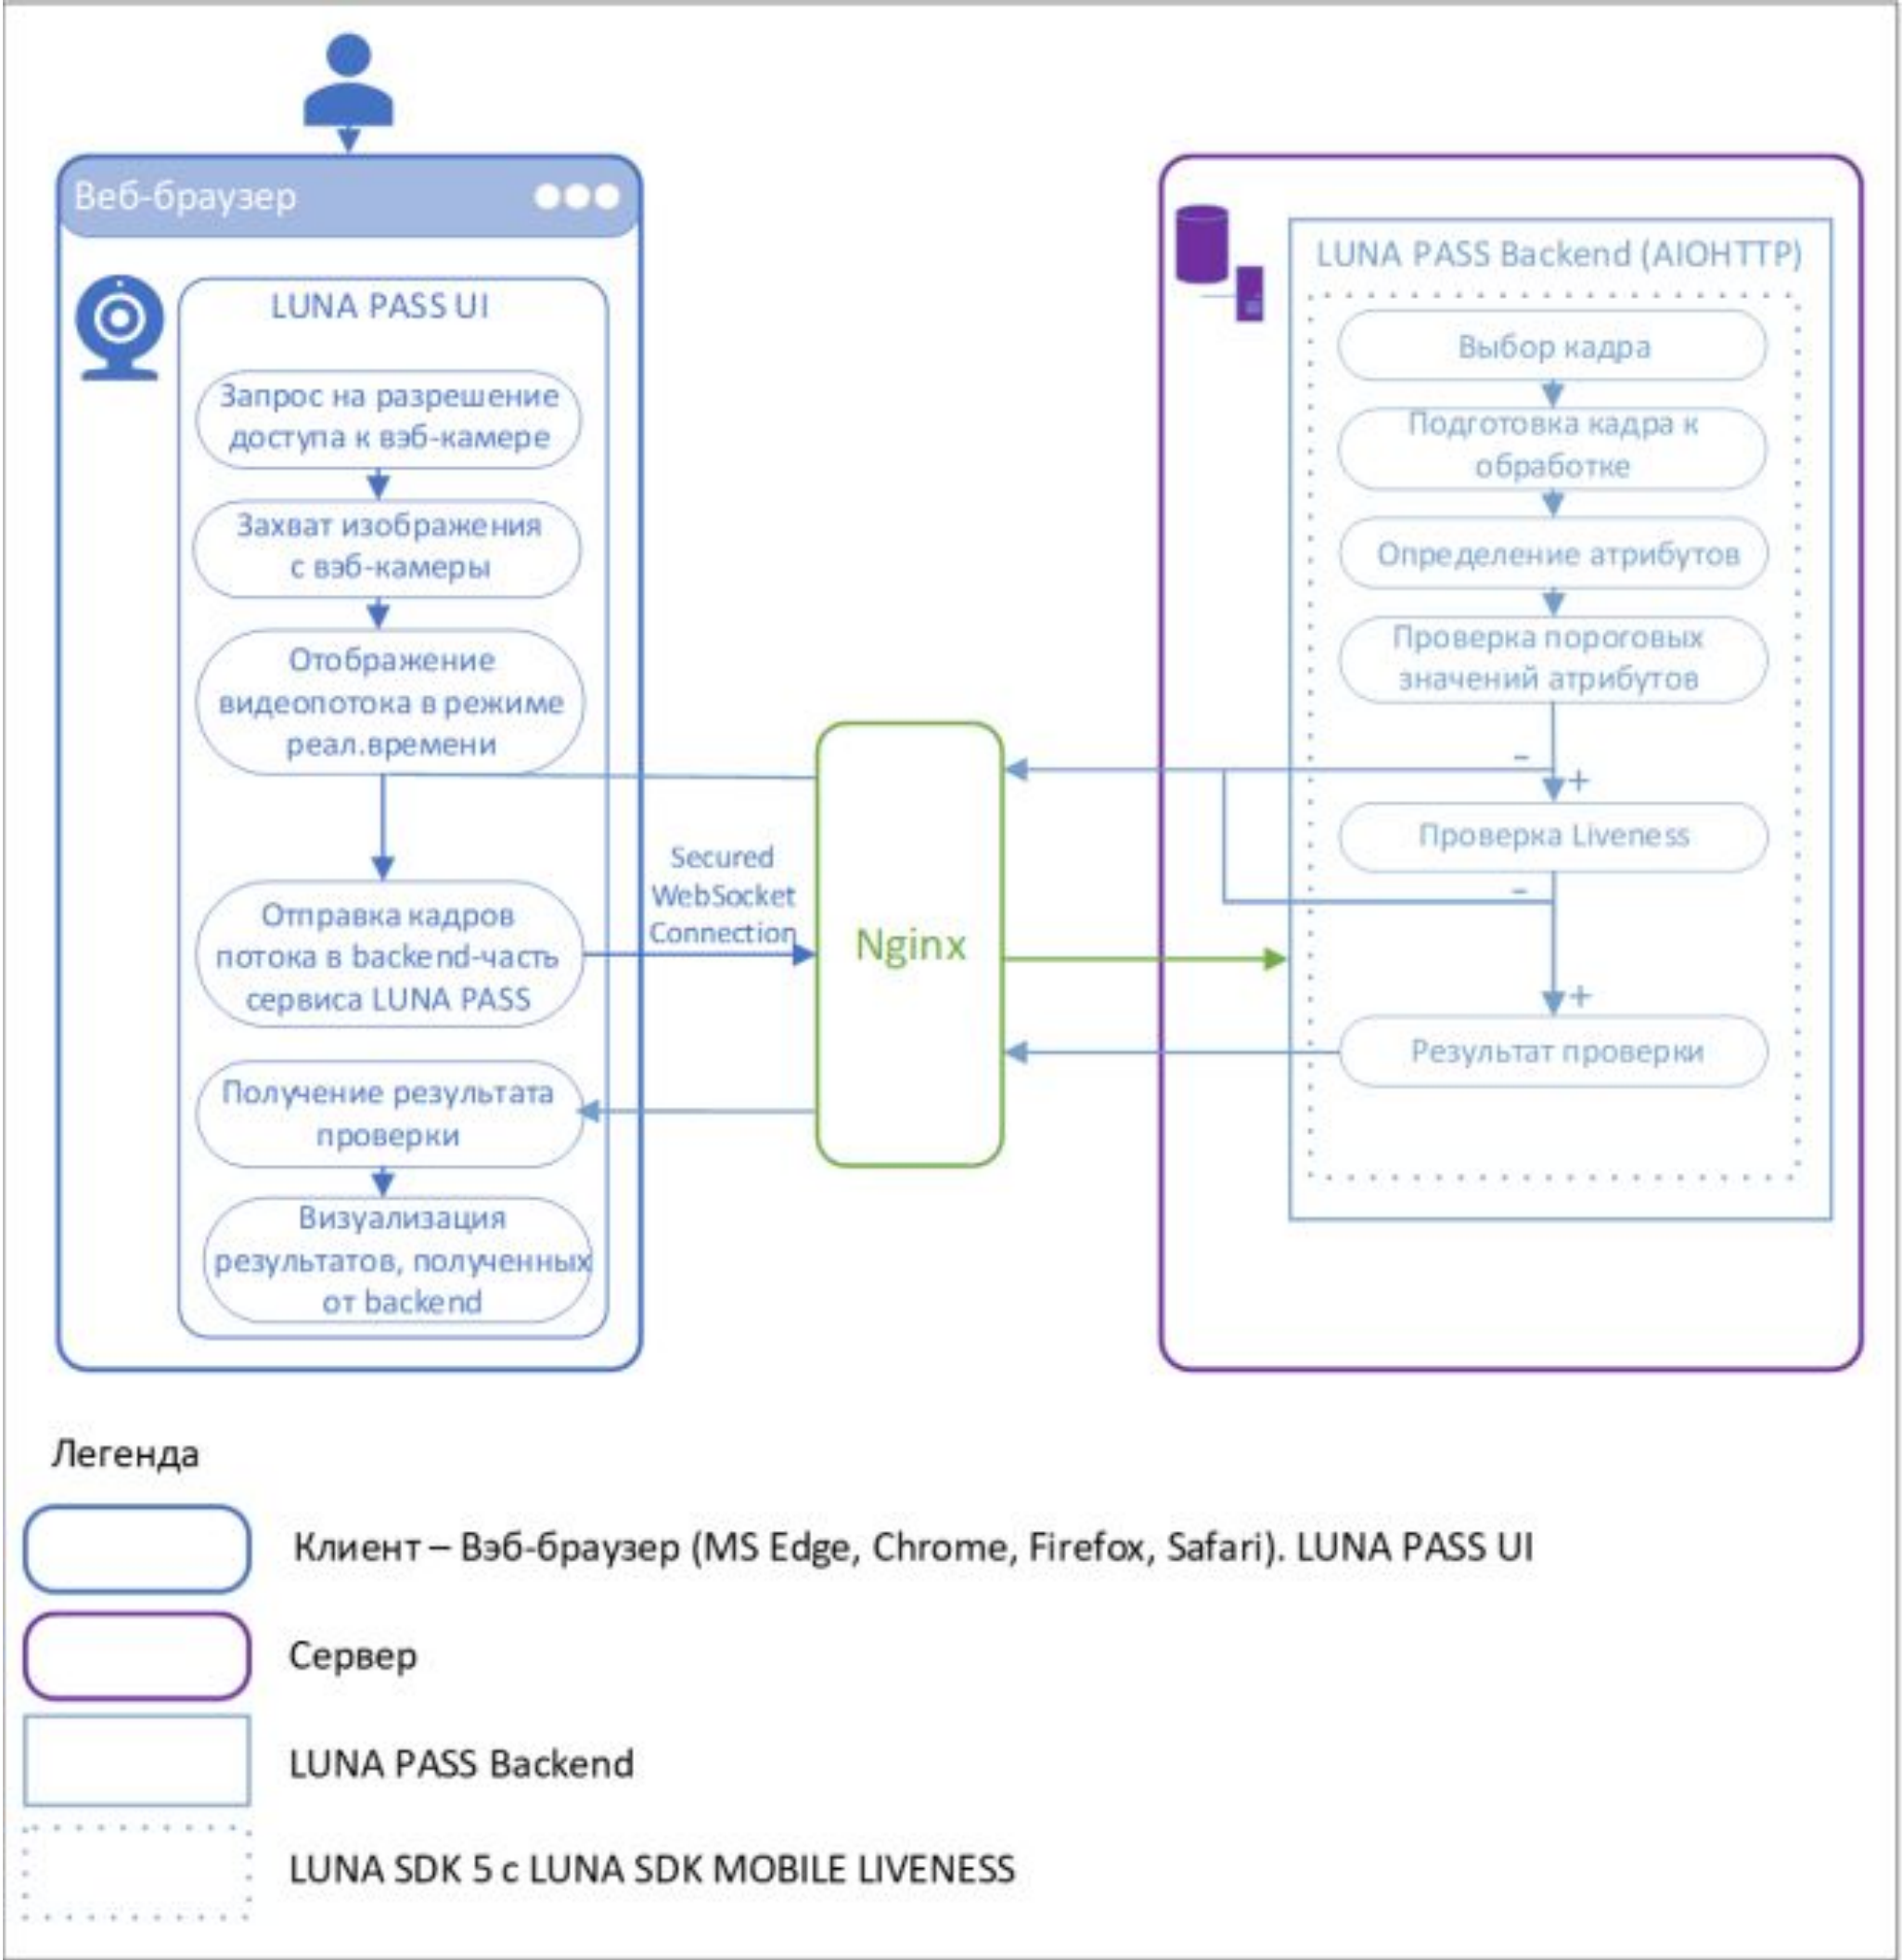 Веб-браузер
LUNA PASS UI
Запрос на разрешение
доступа к вэб-камере
Захват изображения
с вэб-камеры
Отображение
видеопотока в режиме
реал.времени
Отправка кадров
потока в backend-часть
сервиса LUNA PASS
Получение результата
проверки
Визуализация
результатов, полученных
от backend
Secured
WebSocket
Connection
Nginx
LUNA PASS Backend (AIOHTTP)
Выбор кадра
Подготовка кадра к
обработке
Определение атрибутов
Проверка пороговых
значений атрибутов
–
+
Проверка Liveness
–
+
Результат проверки
Легенда
Клиент – Вэб-браузер (MS Edge, Chrome, Firefox, Safari). LUNA PASS UI
Сервер
LUNA PASS Backend
LUNA SDK 5 с LUNA SDK MOBILE LIVENESS